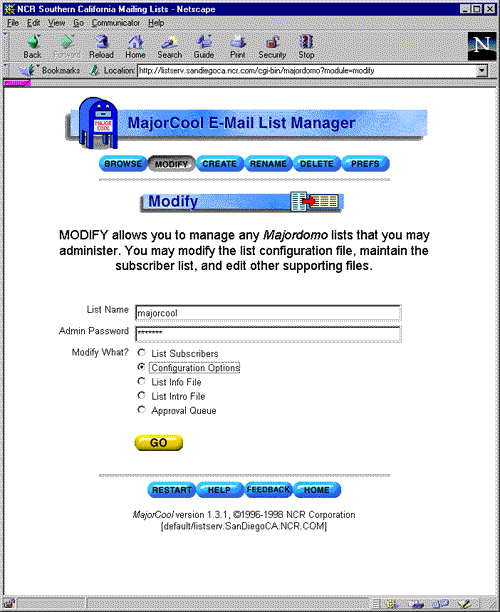 NCR Southern California Mailing Lists - Netscape
File Edit View Go Communicator Help
Back Forward Reload Home Search Guide Print Security Stop
N
Bookmarks Location: http://listserv.sandiegoca.ncr.com/cgi-bin/majordomo?module=modify
MAJOR COOL
MajorCool E-Mail List Manager
BROWSE MODIFY CREATE RENAME DELETE PREFS
Modify
MODIFY allows you to manage any Majordomo lists that you may
administer. You may modify the list configuration file, maintain the
subscriber list, and edit other supporting files.
List Name majorcool
Admin Password *******
Modify What? List Subscribers
Configuration Options
List Info File
List Intro File
Approval Queue
GO
RESTART HELP FEEDBACK HOME
MajorCool version 1.3.1, ©1996-1998 NCR Corporation
[default/listserv.SanDiegoCA.NCR.COM]